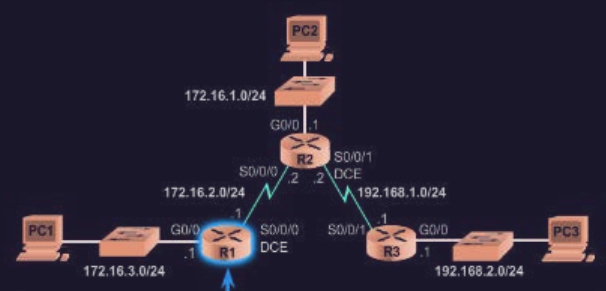 PC2
172.16.1.0/24
G0/0 .1
R2
S0/0/0
S0/0/1
DCE
.2 .2
172.16.2.0/24
192.168.1.0/24
.1
.1
PC1
G0/0
.1
R1
S0/0/0
DCE
S0/0/1
R3
G0/0
.1
PC3
172.16.3.0/24
192.168.2.0/24